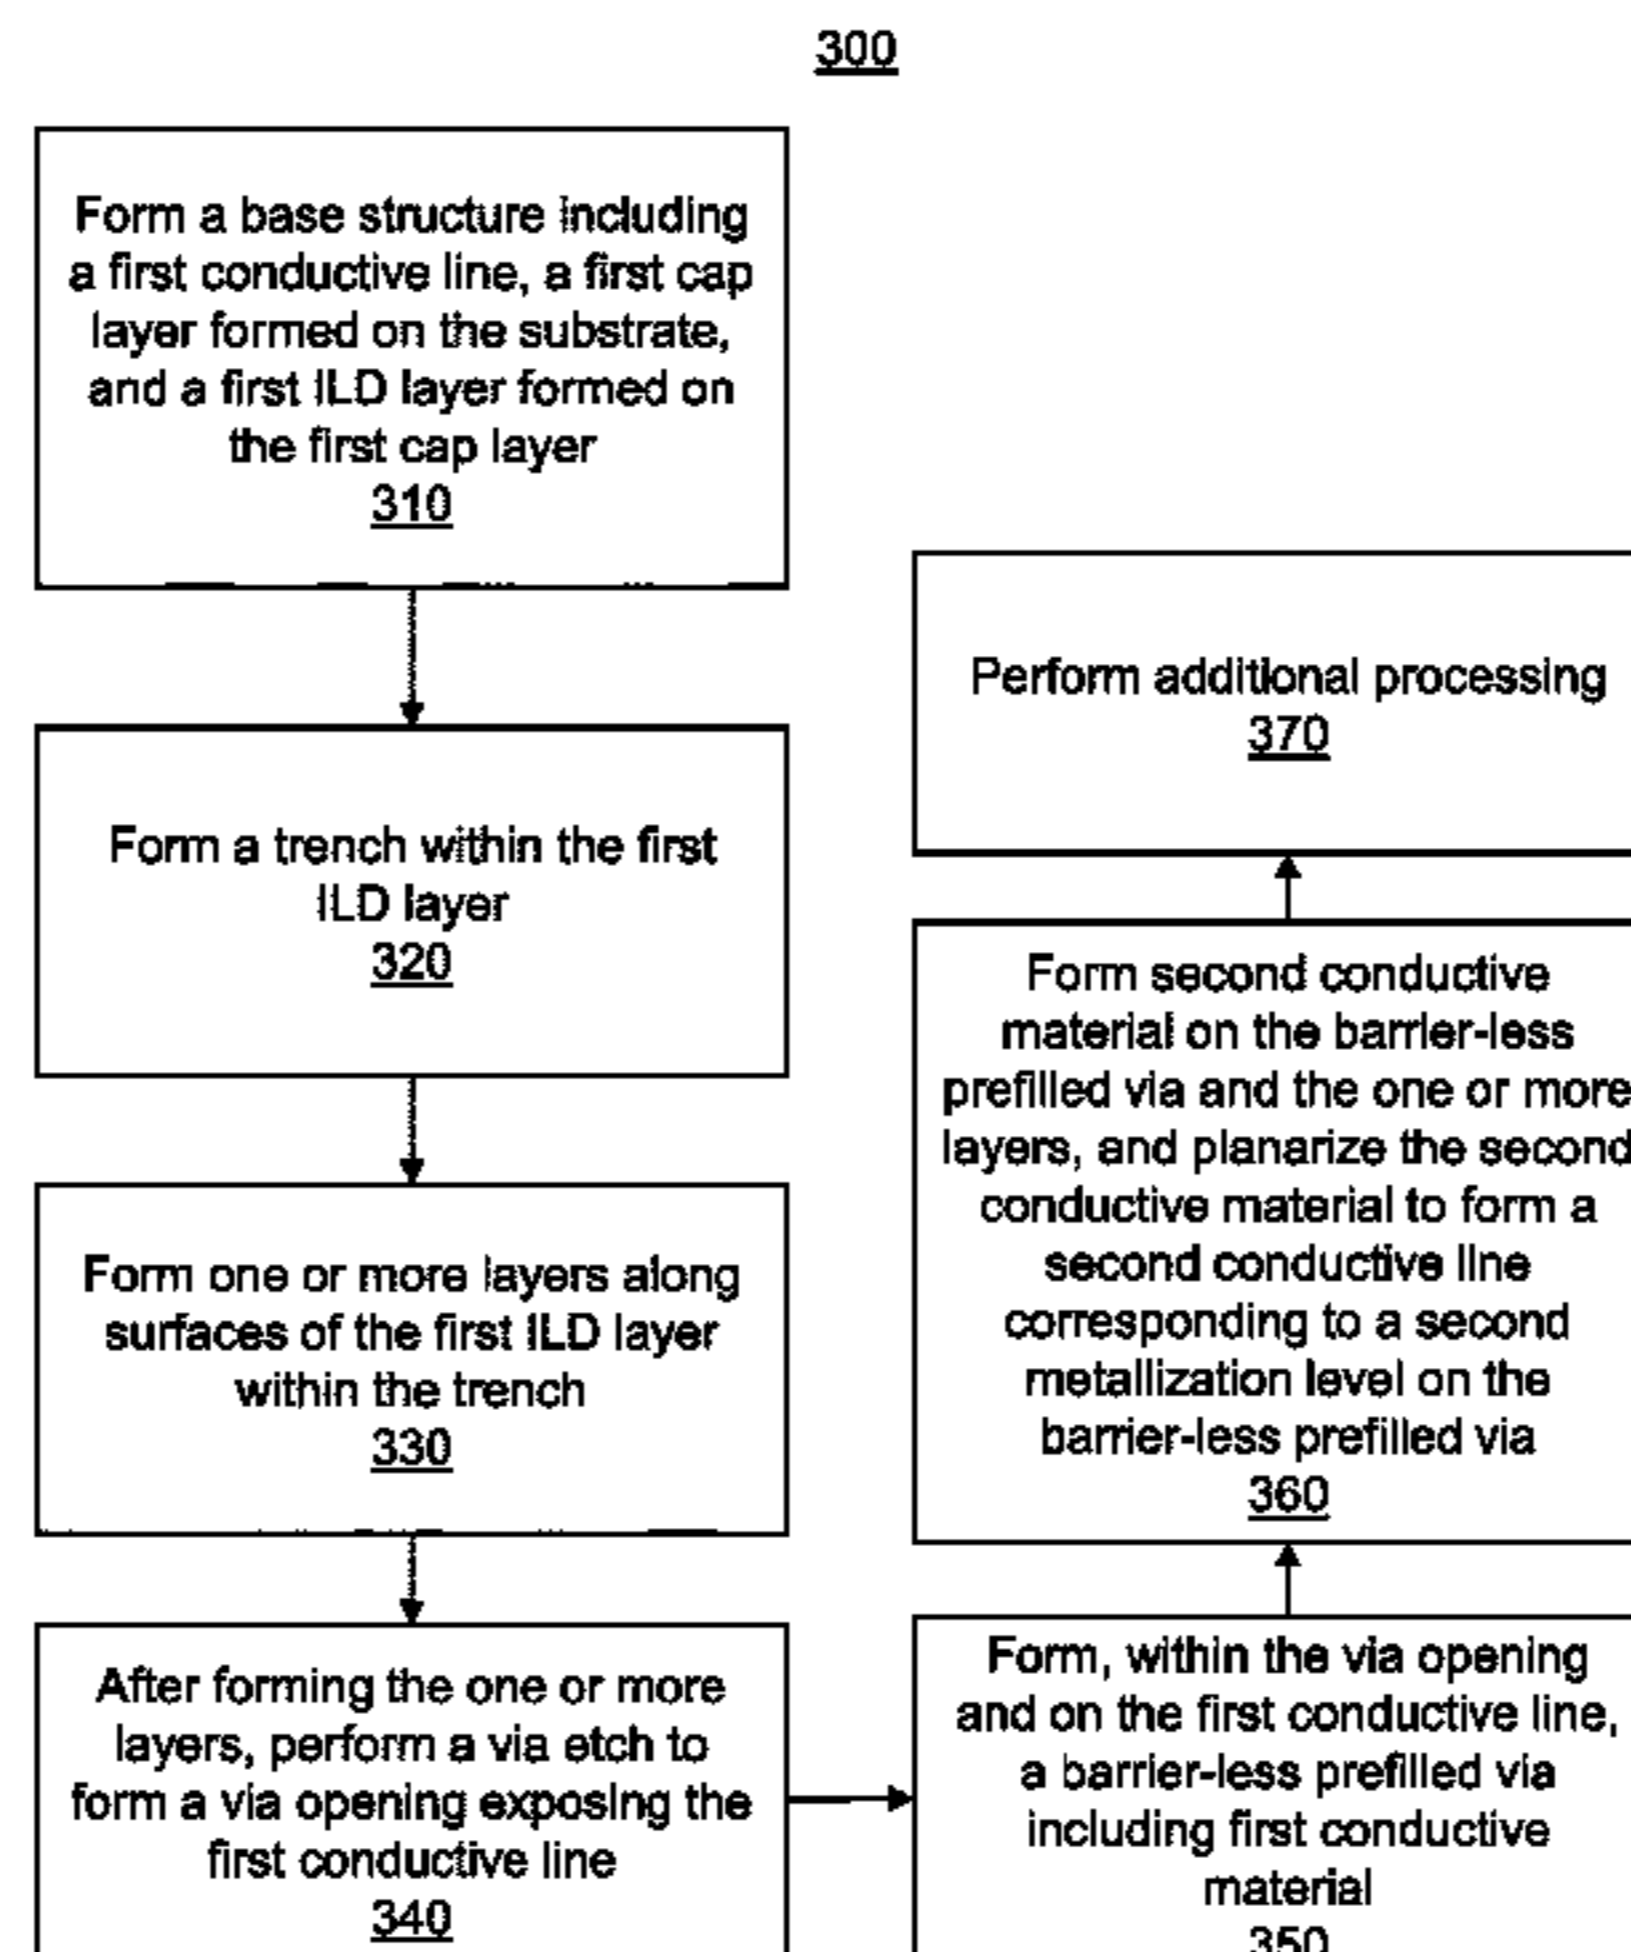 300
Form a base structure including
a first conductive line, a first cap
layer formed on the substrate,
and a first ILD layer formed on
the first cap layer
310
Form a trench within the first
ILD layer
320
Form one or more layers along
surfaces of the first ILD layer
within the trench
330
After forming the one or more
layers, perform a via etch to
form a via opening exposing the
first conductive line
340
Form, within the via opening
and on the first conductive line,
a barrier-less prefilled via
including first conductive
material
350
Form second conductive
material on the barrier-less
prefilled via and the one or more
layers, and planarize the second
conductive material to form a
second conductive line
corresponding to a second
metallization level on the
barrier-less prefilled via
360
Perform additional processing
370